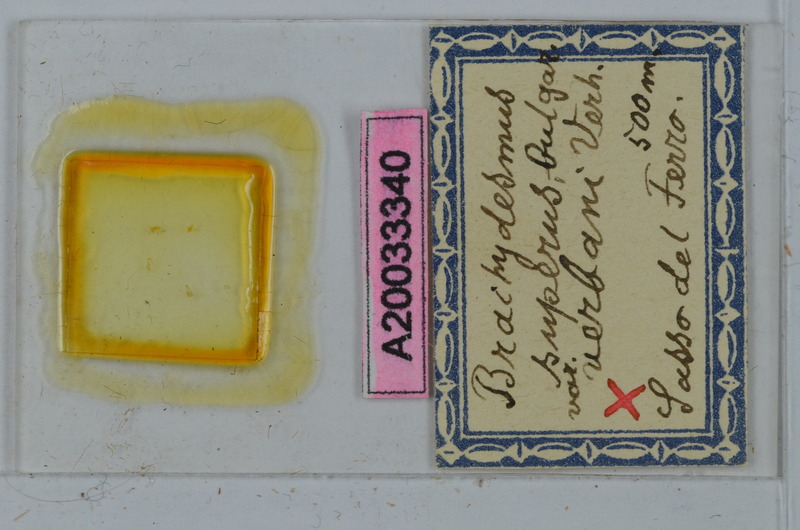 A20033340
Brachydesmus
superus, bulgar.
var. verbani Verh.
500 m.
X Sasso del Ferro.